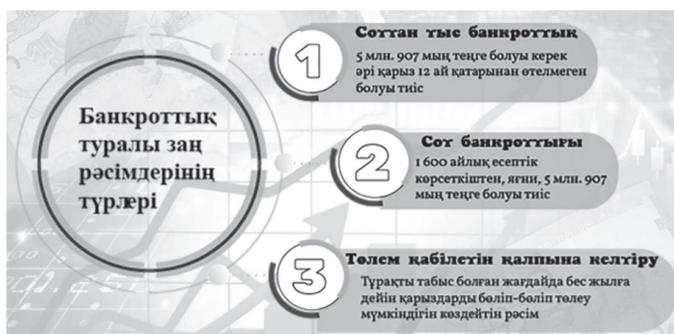 Банкроттық
туралы заң
рәсімдерінің
түрлері
1
Соттан тыс банкроттық
5 млн. 907 мың теңге болуы керек
әрі қарыз 12 ай қатарынан өтелмеген
болуы тиіс
2
Сот банкроттығы
1 600 айлық есептік
көрсеткіштен, яғни, 5 млн. 907
мың теңге болуы тиіс
3
Төлем қабілетін қалпына келтіру
Тұрақты табыс болған жағдайда бес жылға
дейін қарыздарды бөліп-бөліп төлеу
мүмкіндігін көздейтін рәсім